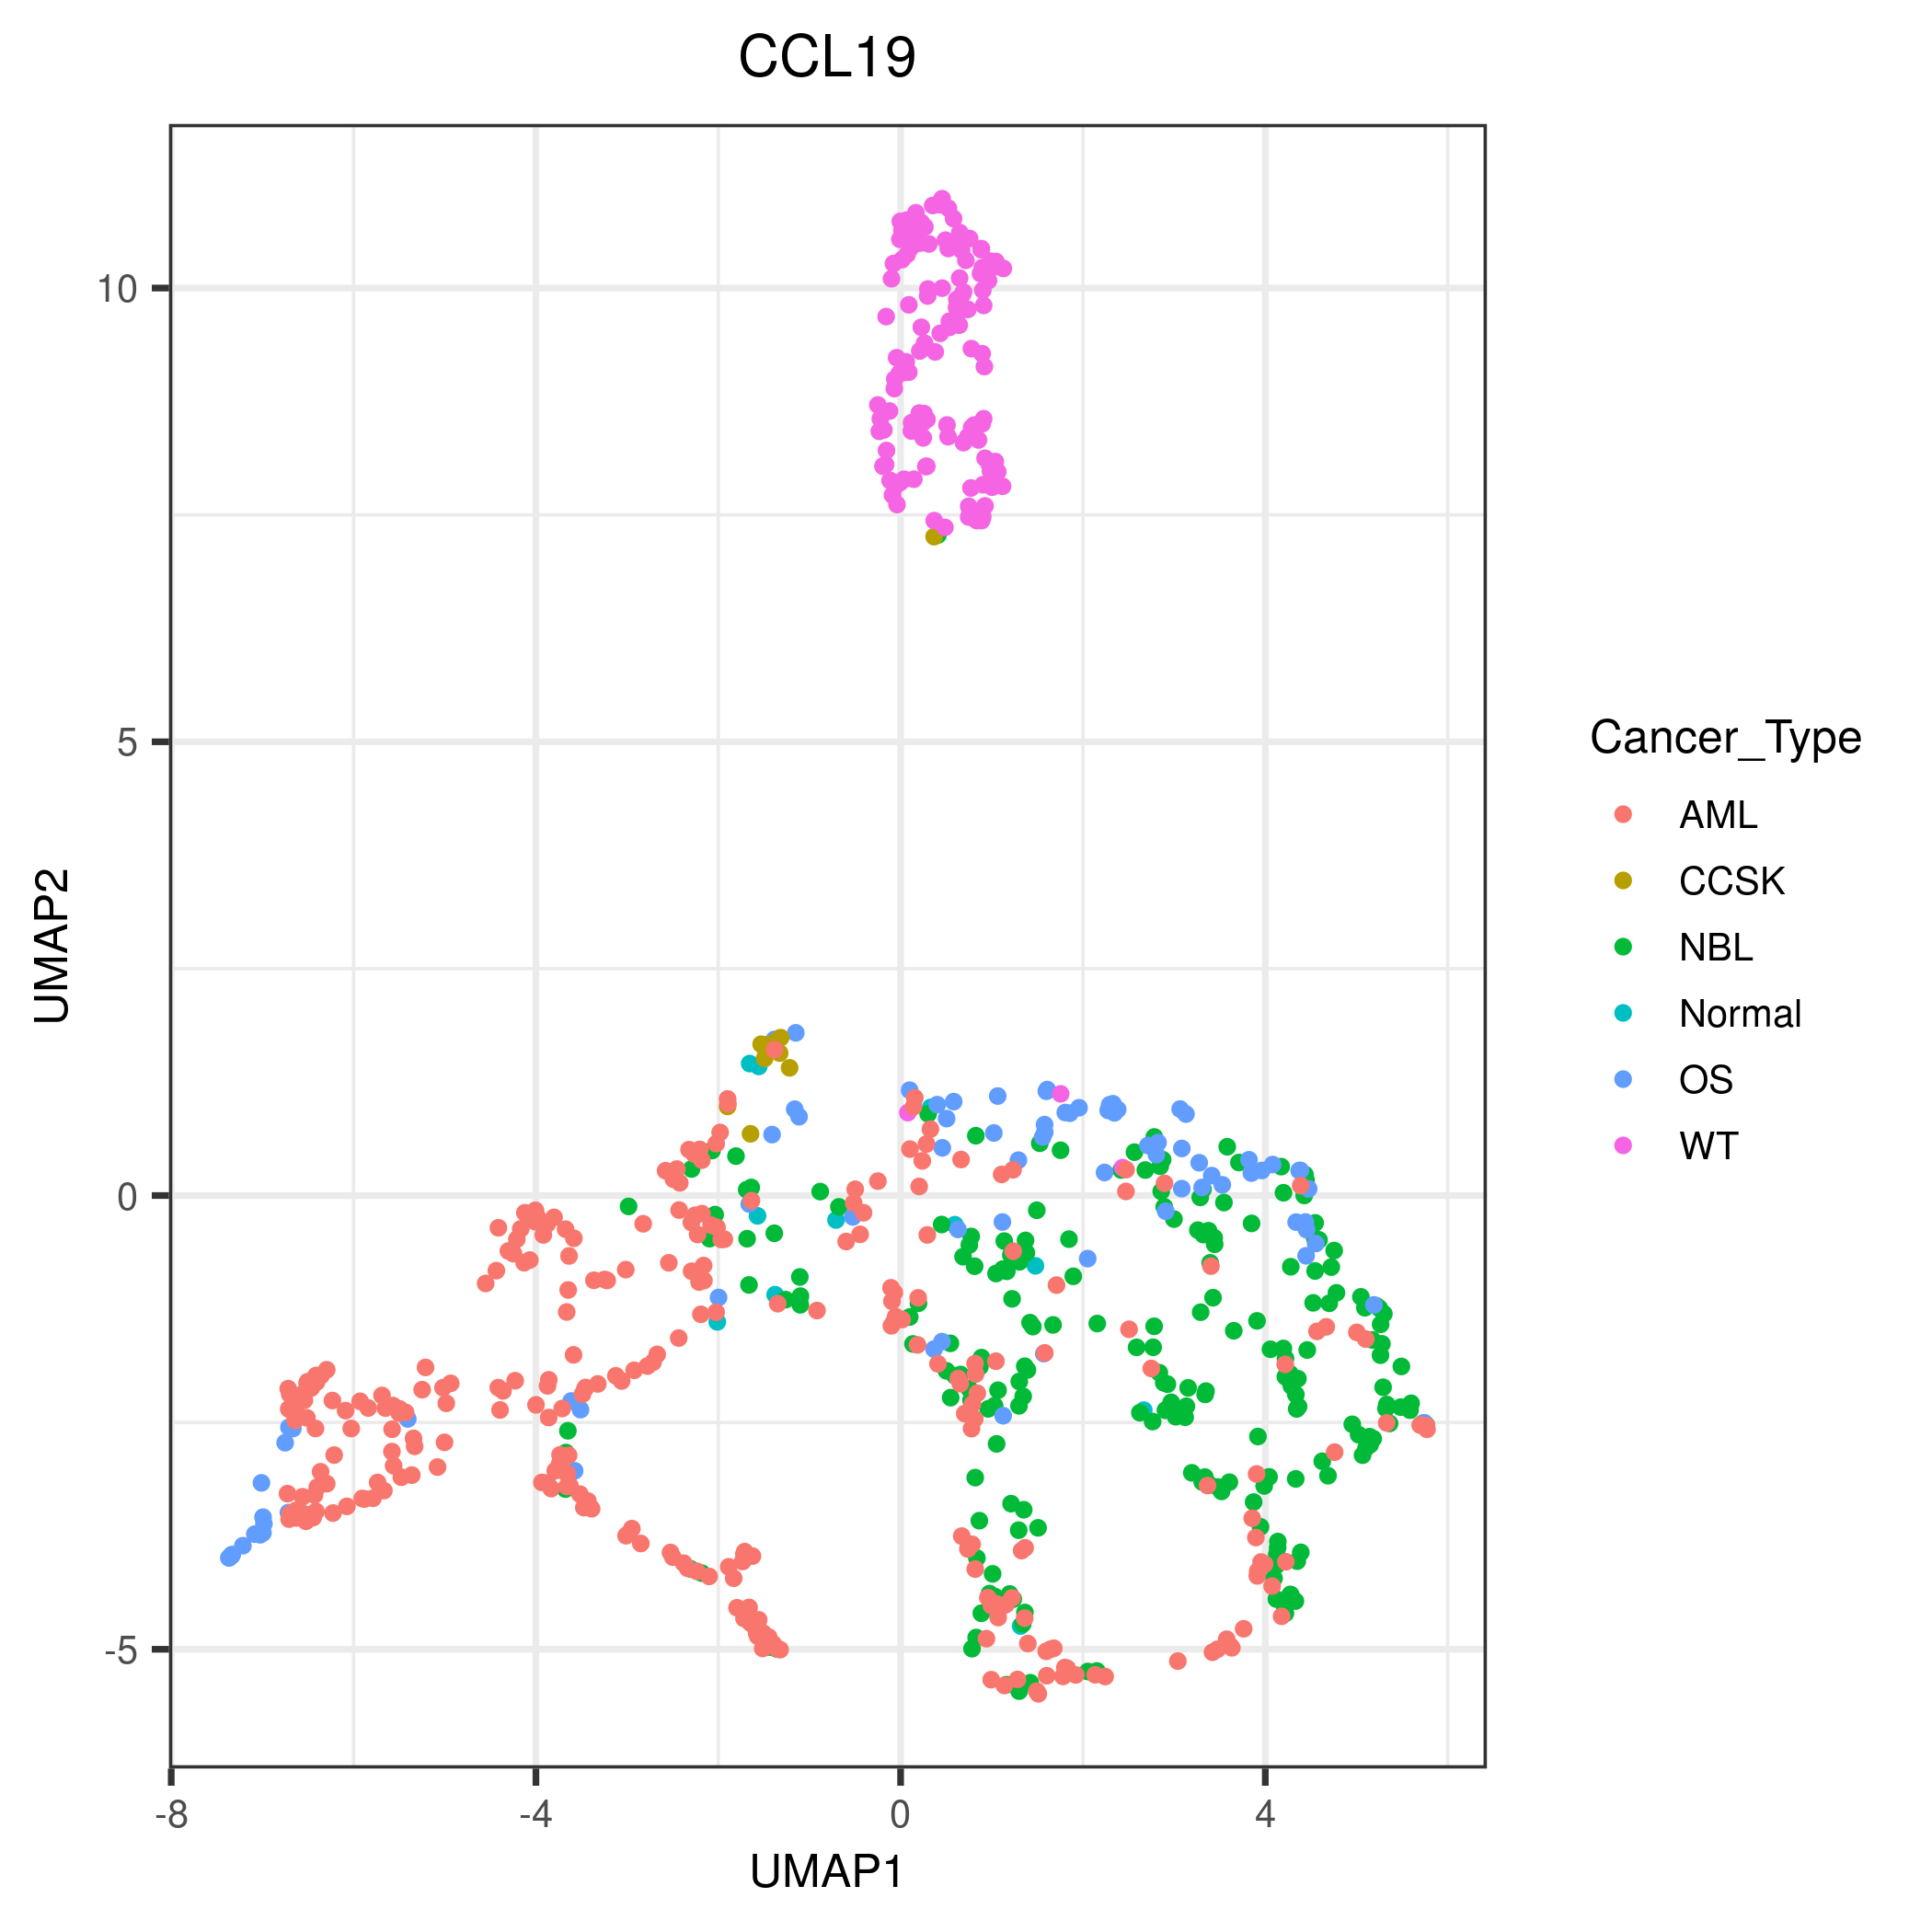 CCL19
10
5
0
-5
-8
-4
0
4
UMAP1
UMAP2
Cancer_Type
AML
CCSK
NBL
Normal
OS
WT